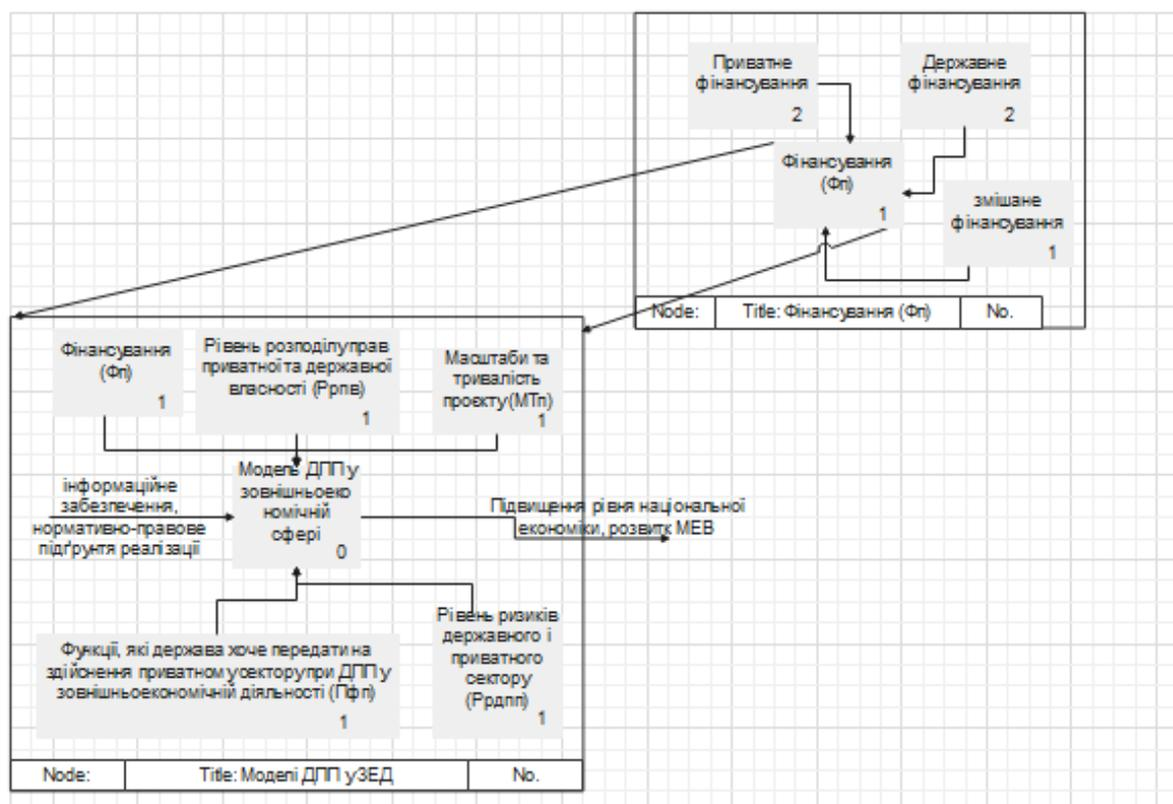 Приватне
фінансування
2
Державне
фінансування
2
Фінансування
(Фп)
1
змішане
фінансування
1
Node:
Title: Фінансування (Фп)
No.
Фінансування
(Фп)
1
Рівень розподілу прав
приватної та державної
власності (Ррпв)
1
Масштаби та
тривалість
проєкту (МТп)
1
інформаційне
забезпечення,
нормативно-правове
підґрунтя реалізації
Модель ДПП у
зовнішньоеко
номічній
сфері
0
Підвищення рівня національної
економіки, розвитк МЕВ
Функції, які держава хоче передати на
здійснення приватному сектору при ДПП у
зовнішньоекономічній діяльності (Пфп)
1
Рівень ризиків
державного і
приватного
сектору
(Ррдпп)
1
Node:
Title: Моделі ДПП у ЗЕД
No.